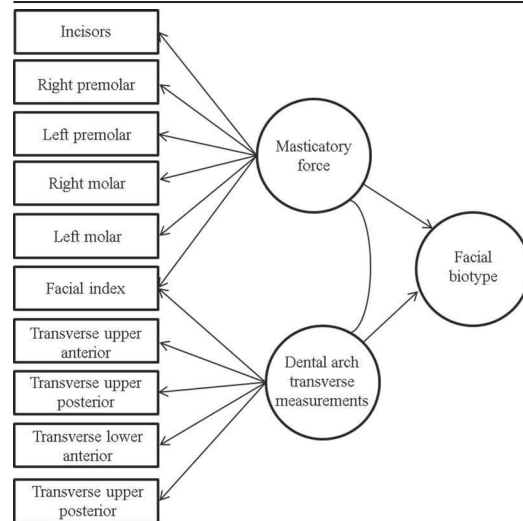 Incisors
Right premolar
Left premolar
Right molar
Left molar
Facial index
Transverse upper
anterior
Transverse upper
posterior
Transverse lower
anterior
Transverse upper
posterior
Masticatory
force
Dental arch
transverse
measurements
Facial
biotype